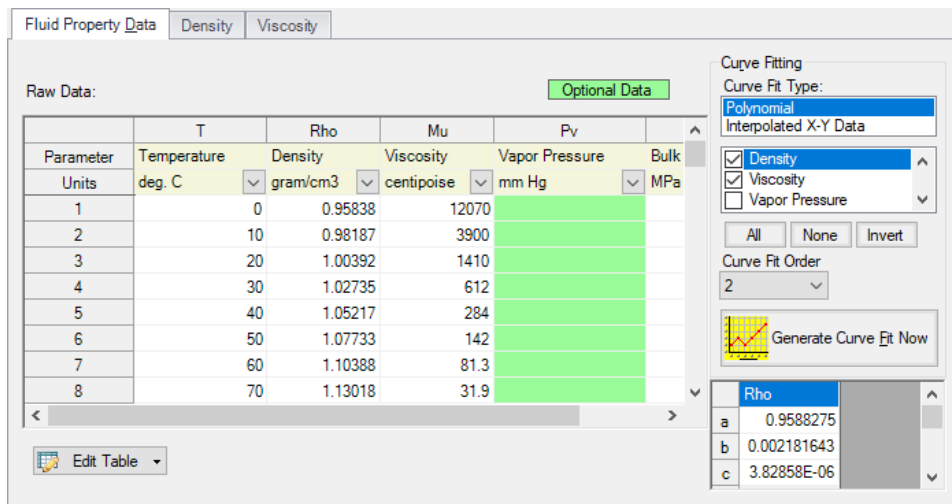 Fluid Property Data Density Viscosity
Raw Data:
Optional Data
T Rho Mu Pv
Parameter Temperature Density Viscosity Vapor Pressure Bulk
Units deg. C gram/cm3 centipoise mm Hg MPa
1 0 0.95838 12070
2 10 0.98187 3900
3 20 1.00392 1410
4 30 1.02735 612
5 40 1.05217 284
6 50 1.07733 142
7 60 1.10388 81.3
8 70 1.13018 31.9
Edit Table
Curve Fitting
Curve Fit Type:
Polynomial
Interpolated X-Y Data
Density
Viscosity
Vapor Pressure
All None Invert
Curve Fit Order
2
Generate Curve Fit Now
Rho
a 0.9588275
b 0.002181643
c 3.82858E-06